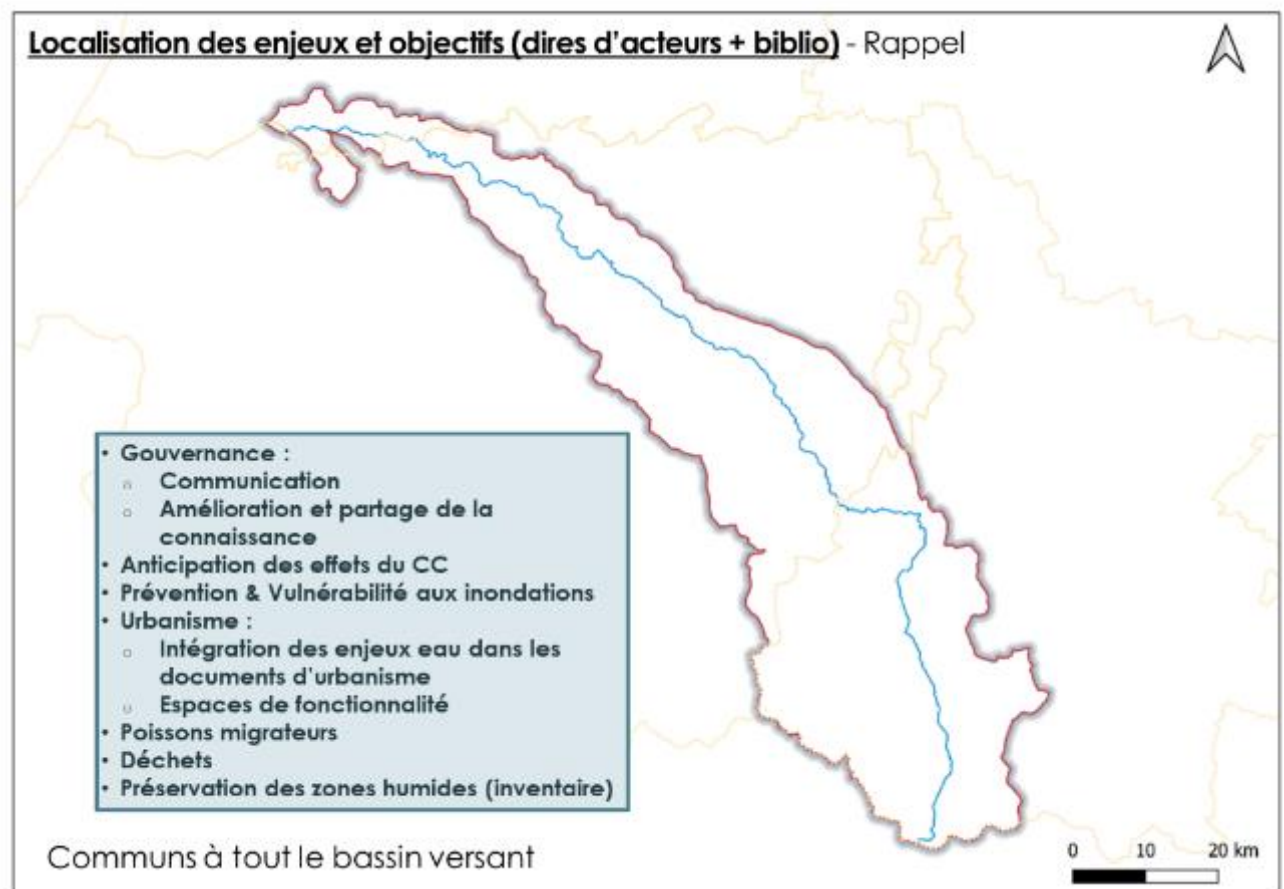 Localisation des enjeux et objectifs (dires d'acteurs + biblio) - Rappel
• Gouvernance :
o Communication
o Amélioration et partage de la
connaissance
• Anticipation des effets du CC
• Prévention & Vulnérabilité aux inondations
• Urbanisme :
o Intégration des enjeux eau dans les
documents d'urbanisme
o Espaces de fonctionnalité
• Poissons migrateurs
• Déchets
• Préservation des zones humides (inventaire)
Communs à tout le bassin versant
0 10 20 km